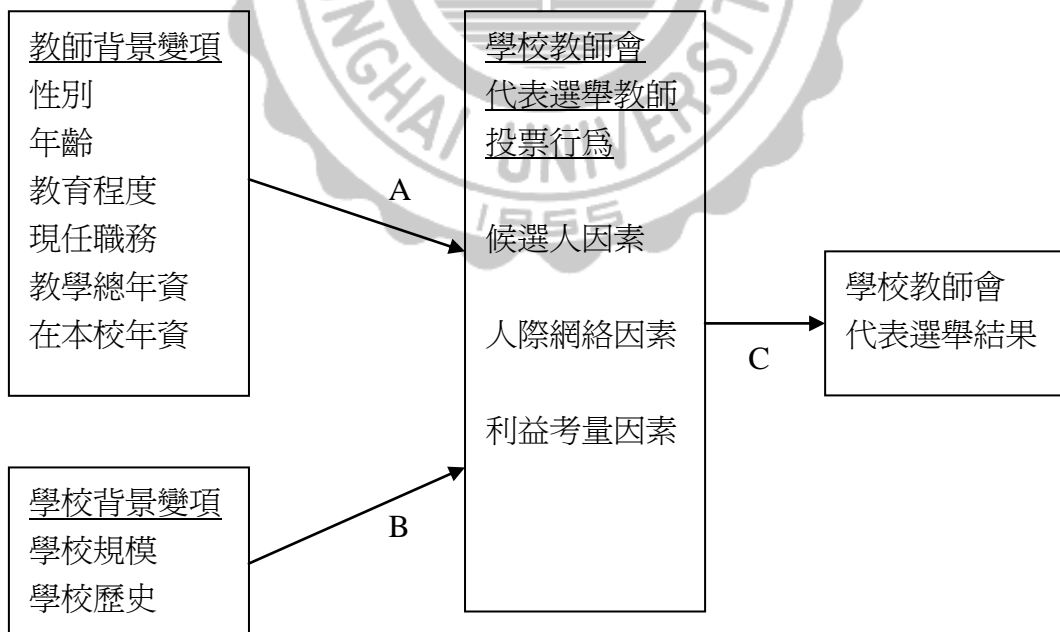 教師背景變項
性別
年齡
教育程度
現任職務
教學總年資
在本校年資
學校背景變項
學校規模
學校歷史
A
B
學校教師會
代表選舉教師
投票行為
候選人因素
人際網絡因素
利益考量因素
C
學校教師會
代表選舉結果
UNGHAI UNIVERSIT
1955